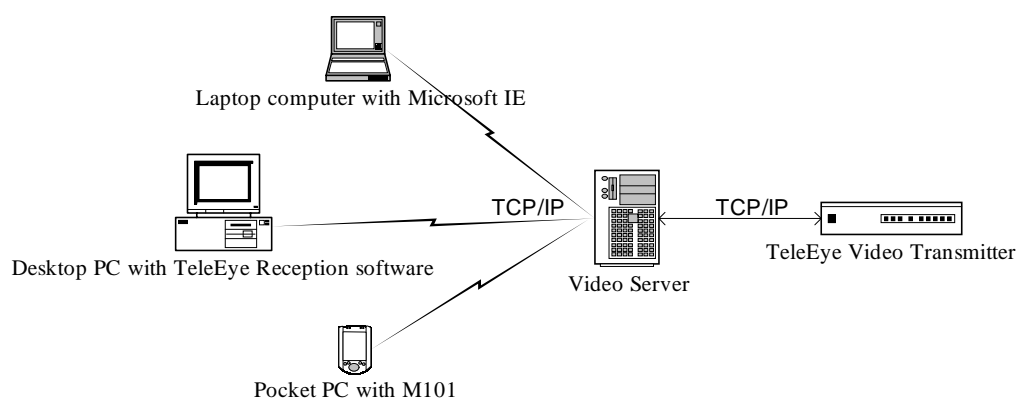 Laptop computer with Microsoft IE
TCP/IP
TCP/IP
TeleEye Video Transmitter
Desktop PC with TeleEye Reception software
Video Server
Pocket PC with M101